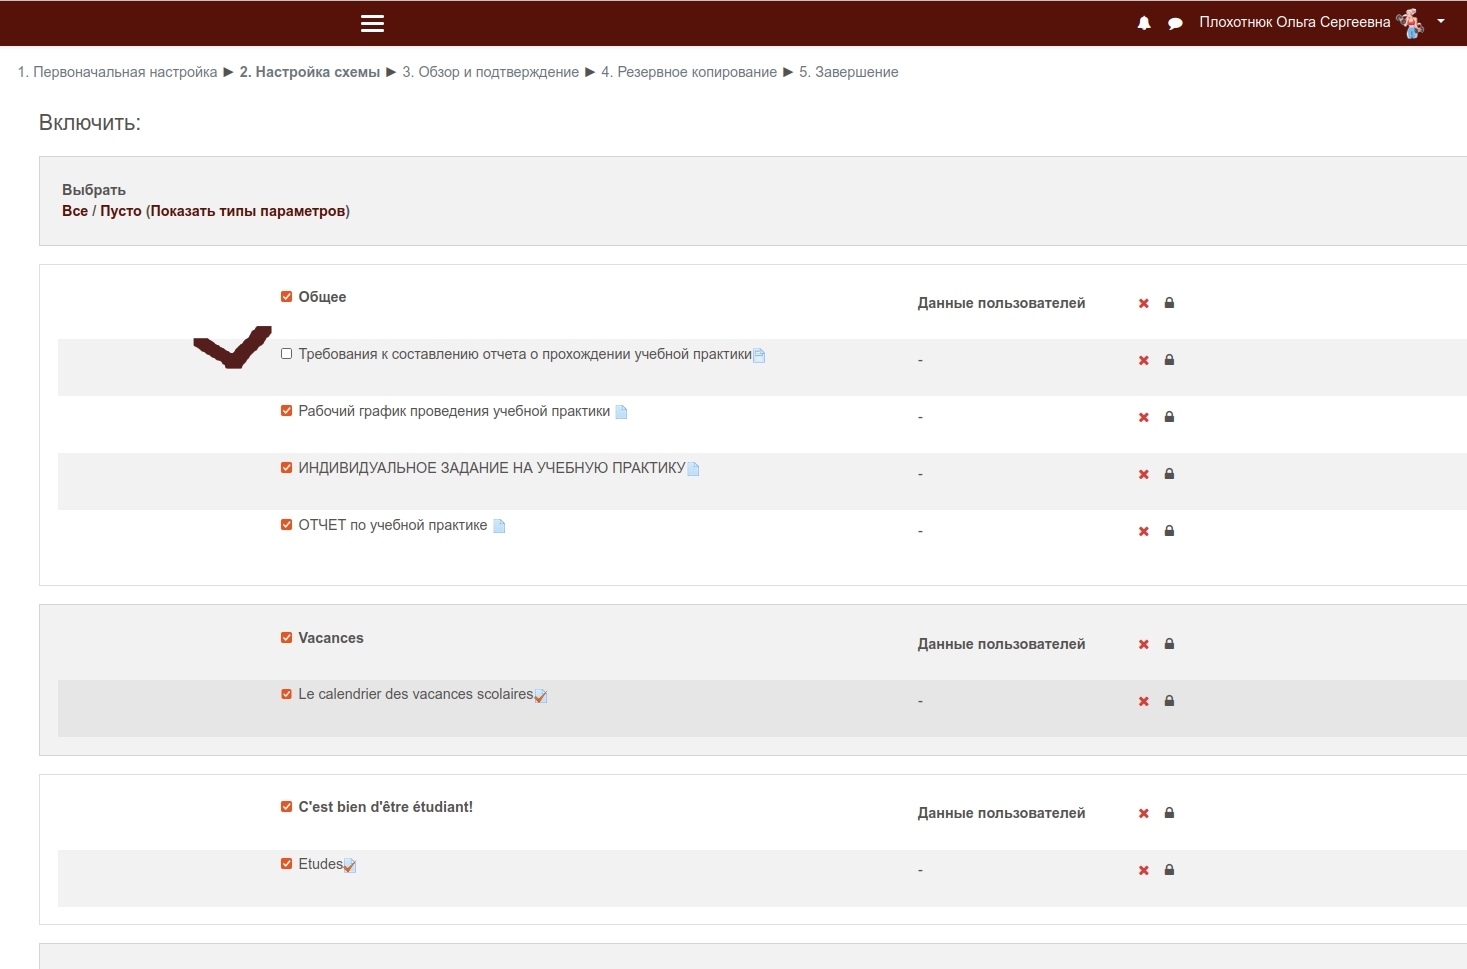 Плохотнюк Ольга Сергеевна
1. Первоначальная настройка ► 2. Настройка схемы ► 3. Обзор и подтверждение ► 4. Резервное копирование ► 5. Завершение
Включить:
Выбрать
Все / Пусто (Показать типы параметров)
Общее
Данные пользователей
Требования к составлению отчета о прохождении учебной практики
-
Рабочий график проведения учебной практики
-
ИНДИВИДУАЛЬНОЕ ЗАДАНИЕ НА УЧЕБНУЮ ПРАКТИКУ
-
ОТЧЕТ по учебной практике
-
Vacances
Данные пользователей
Le calendrier des vacances scolaires
-
C'est bien d'être étudiant!
Данные пользователей
Etudes
-